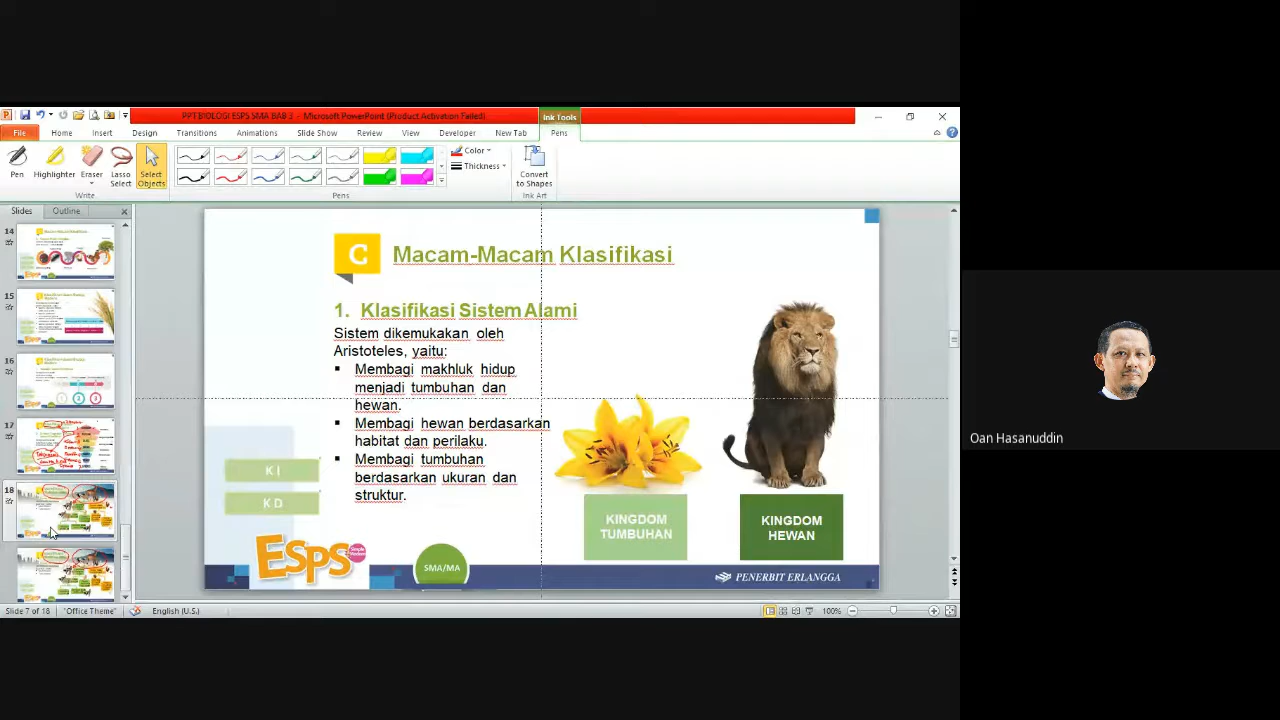 PPT BIOLOGI ESPS SMA BAB 3 - Microsoft PowerPoint (Product Activation Failed)
Ink Tools
File Home Insert Design Transitions Animations Slide Show Review View Developer New Tab Pens
Pen Highlighter Eraser Lasso Select Select Objects
Color
Thickness
Convert to Shapes
Write Pens Ink Art
Slides Outline
14
15
16
17
18
C
Macam-Macam Klasifikasi
1. Klasifikasi Sistem Alami
Sistem dikemukakan oleh
Aristoteles, yaitu:
Membagi makhluk hidup
menjadi tumbuhan dan
hewan.
Membagi hewan berdasarkan
habitat dan perilaku.
Membagi tumbuhan
berdasarkan ukuran dan
struktur.
KI
KD
KINGDOM
TUMBUHAN
KINGDOM
HEWAN
ESPS
SMA/MA
PENERBIT ERLANGGA
Slide 7 of 18 "Office Theme" English (U.S.) 100%
Oan Hasanuddin